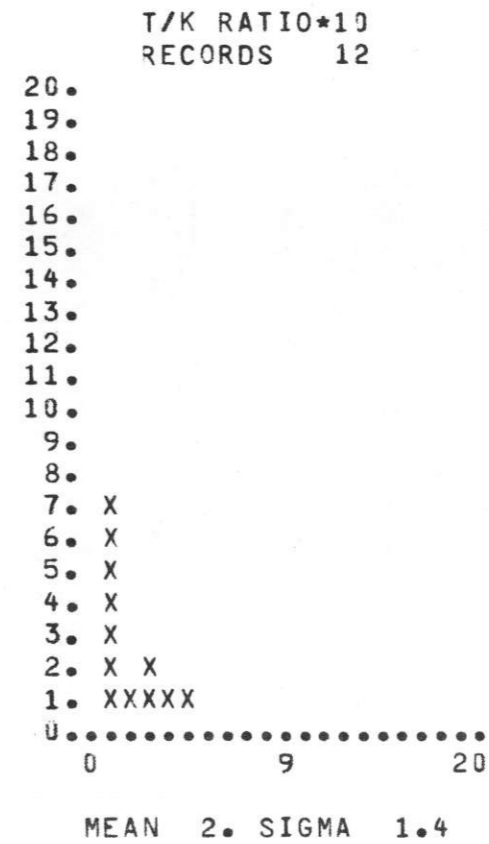 T/K RATIO*10
RECORDS 12
20.
19.
18.
17.
16.
15.
14.
13.
12.
11.
10.
9.
8.
7. X
6. X
5. X
4. X
3. X
2. X X
1. XXXXX
0......................
0 9 20
MEAN 2. SIGMA 1.4